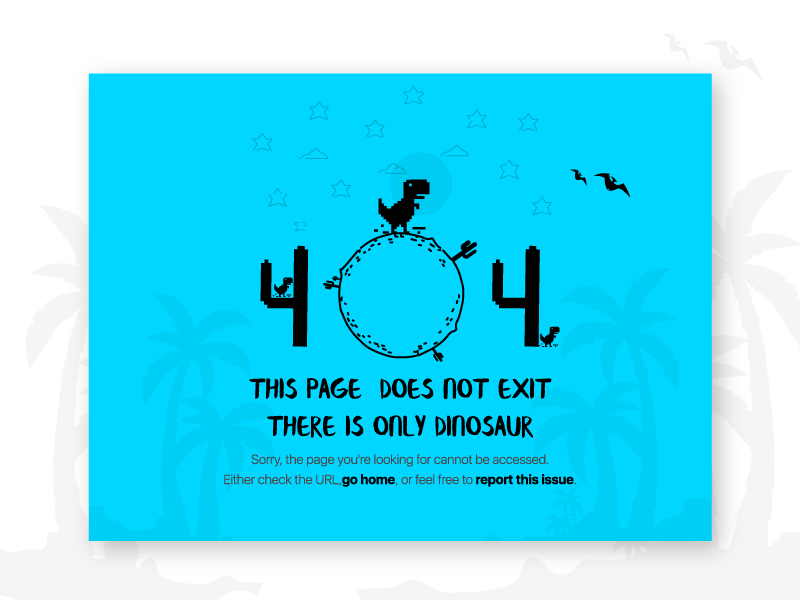 404
THIS PAGE DOES NOT EXIT
THERE IS ONLY DINOSAUR
Sorry, the page you're looking for cannot be accessed.
Either check the URL,go home, or feel free to report this issue.